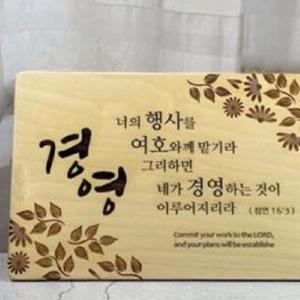 경영
너의 행사를
여호와께 맡기라
그리하면
네가 경영하는 것이
이루어지리라 ( 잠언 16:3 )
Commit your work to the LORD,
and your plans will be establishe